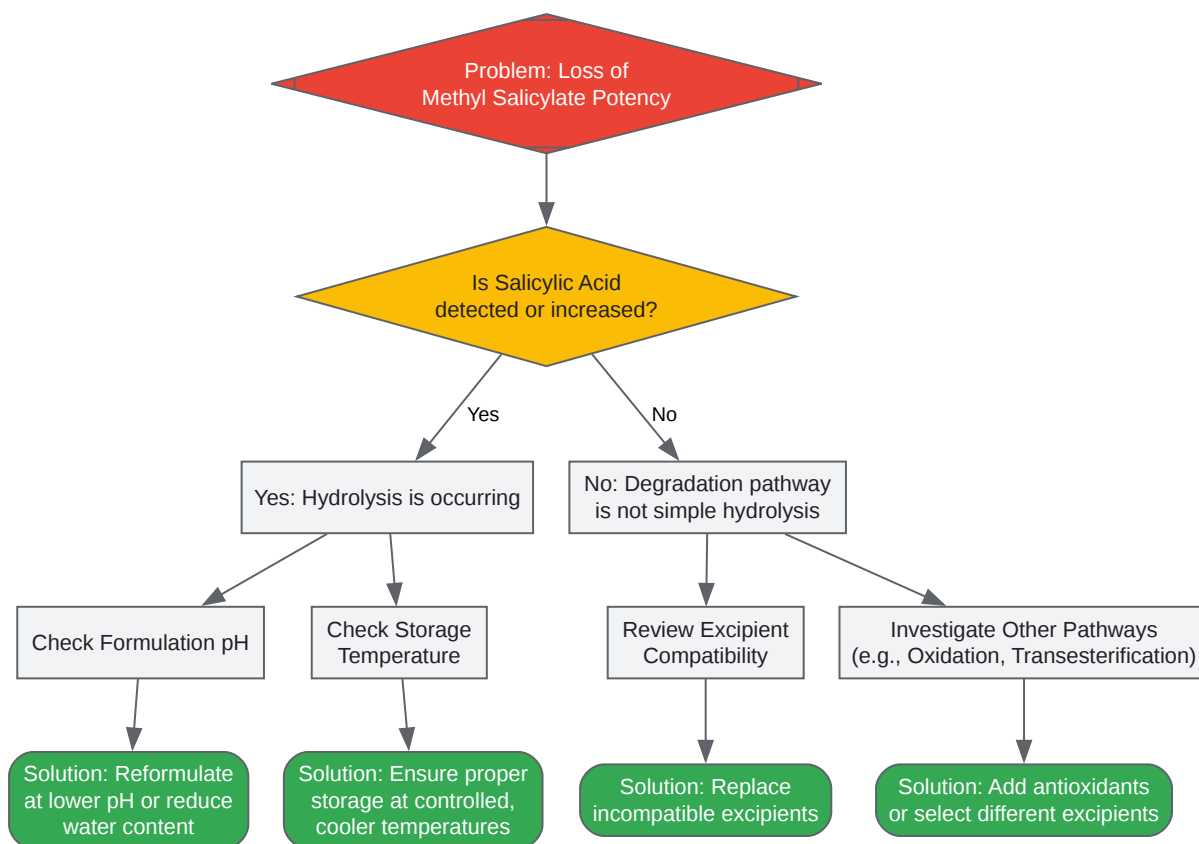 Problem: Loss of
Methyl Salicylate Potency
Is Salicylic Acid
detected or increased?
Yes
No
Yes: Hydrolysis is occurring
No: Degradation pathway
is not simple hydrolysis
Check Formulation pH
Check Storage
Temperature
Review Excipient
Compatibility
Investigate Other Pathways
(e.g., Oxidation, Transesterification)
Solution: Reformulate
at lower pH or reduce
water content
Solution: Ensure proper
storage at controlled,
cooler temperatures
Solution: Replace
incompatible excipients
Solution: Add antioxidants
or select different excipients